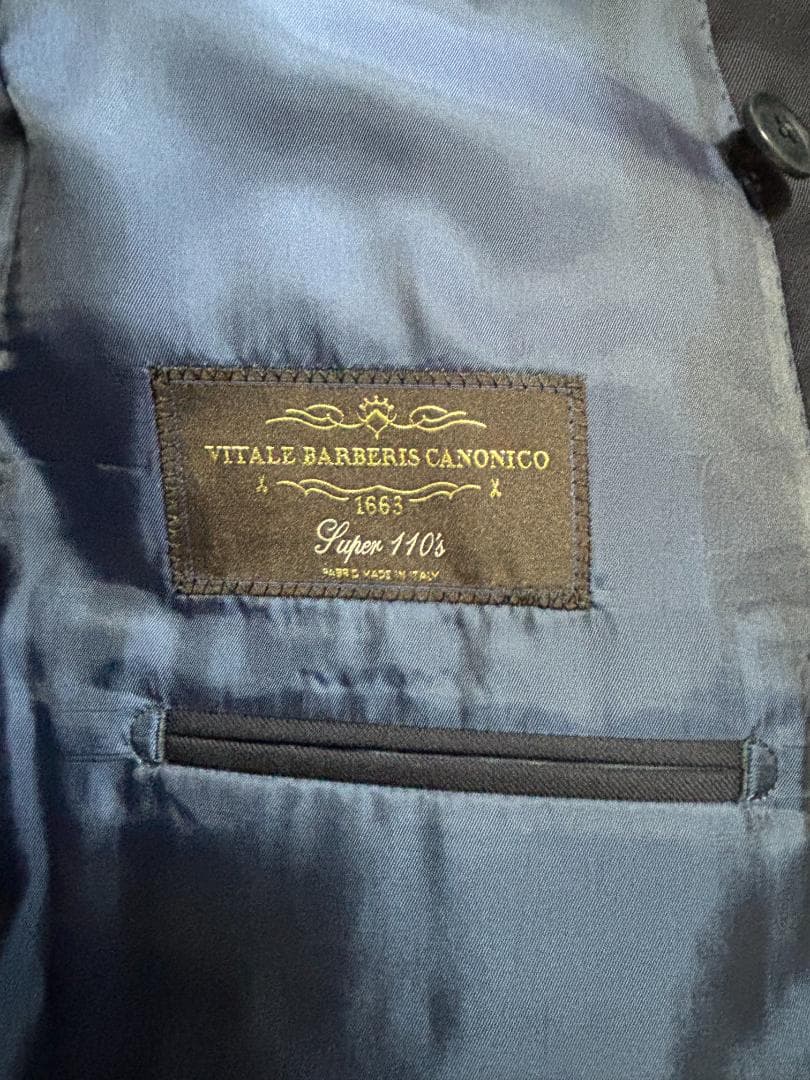 VITALE BARBERIS CANONICO
1663
Super 110's
FABRIC MADE IN ITALY